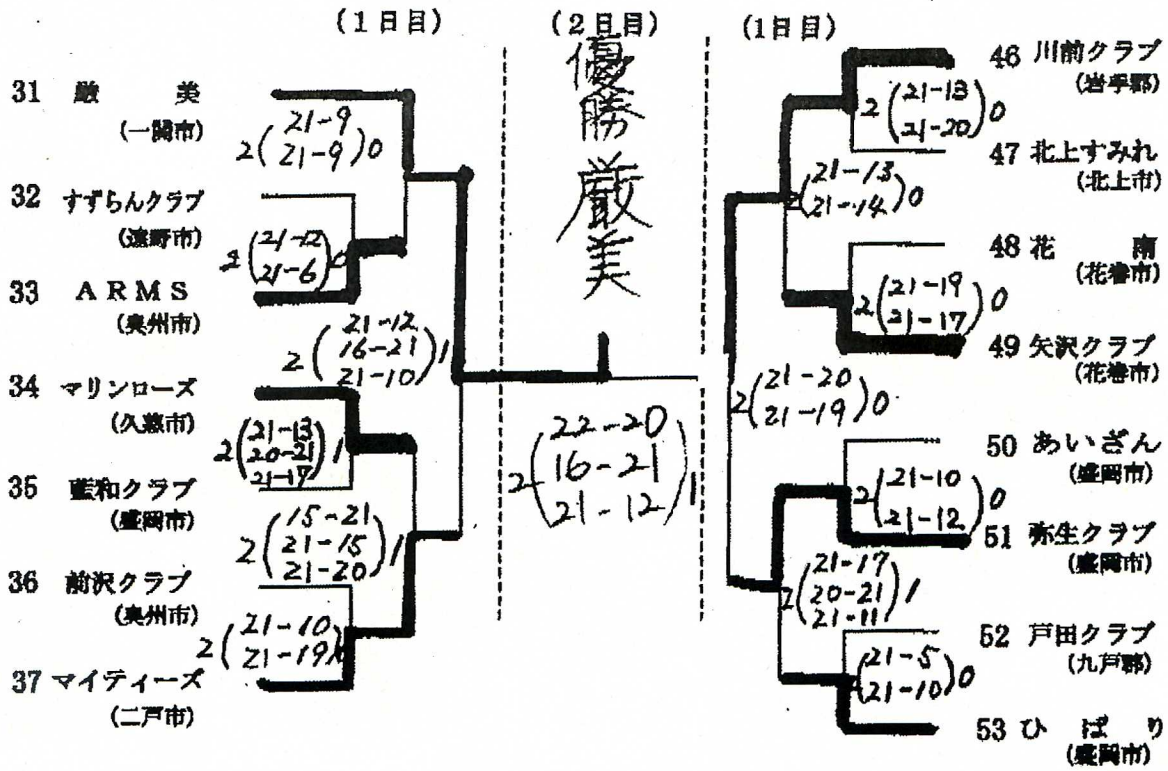 (1日目)
(2日目)
(1日目)
優勝 厳美
31 厳美
(一関市)
21-9
2(21-9)0
32 すずらんクラブ
(遠野市)
2(21-12
21-6)0
33 ARMS
(奥州市)
21-12
2(16-21)1
21-10
34 マリンローズ
(久慈市)
21-13
2(20-21)1
21-17
35 藍和クラブ
(盛岡市)
15-21
2(21-15)1
21-20
36 前沢クラブ
(奥州市)
2(21-10
21-19)
37 マイティーズ
(二戸市)
22-20
2(16-21)1
21-12
46 川前クラブ
(岩手郡)
2(21-13
21-20)0
47 北上すみれ
(北上市)
2(21-13
21-14)0
48 花南
(花巻市)
2(21-19
21-17)0
49 矢沢クラブ
(花巻市)
2(21-20
21-19)0
50 あいざん
(盛岡市)
2(21-10
21-12)0
51 弥生クラブ
(盛岡市)
21-17
2(20-21)1
21-11
52 戸田クラブ
(九戸郡)
(21-5
21-10)0
53 ひばり
(盛岡市)